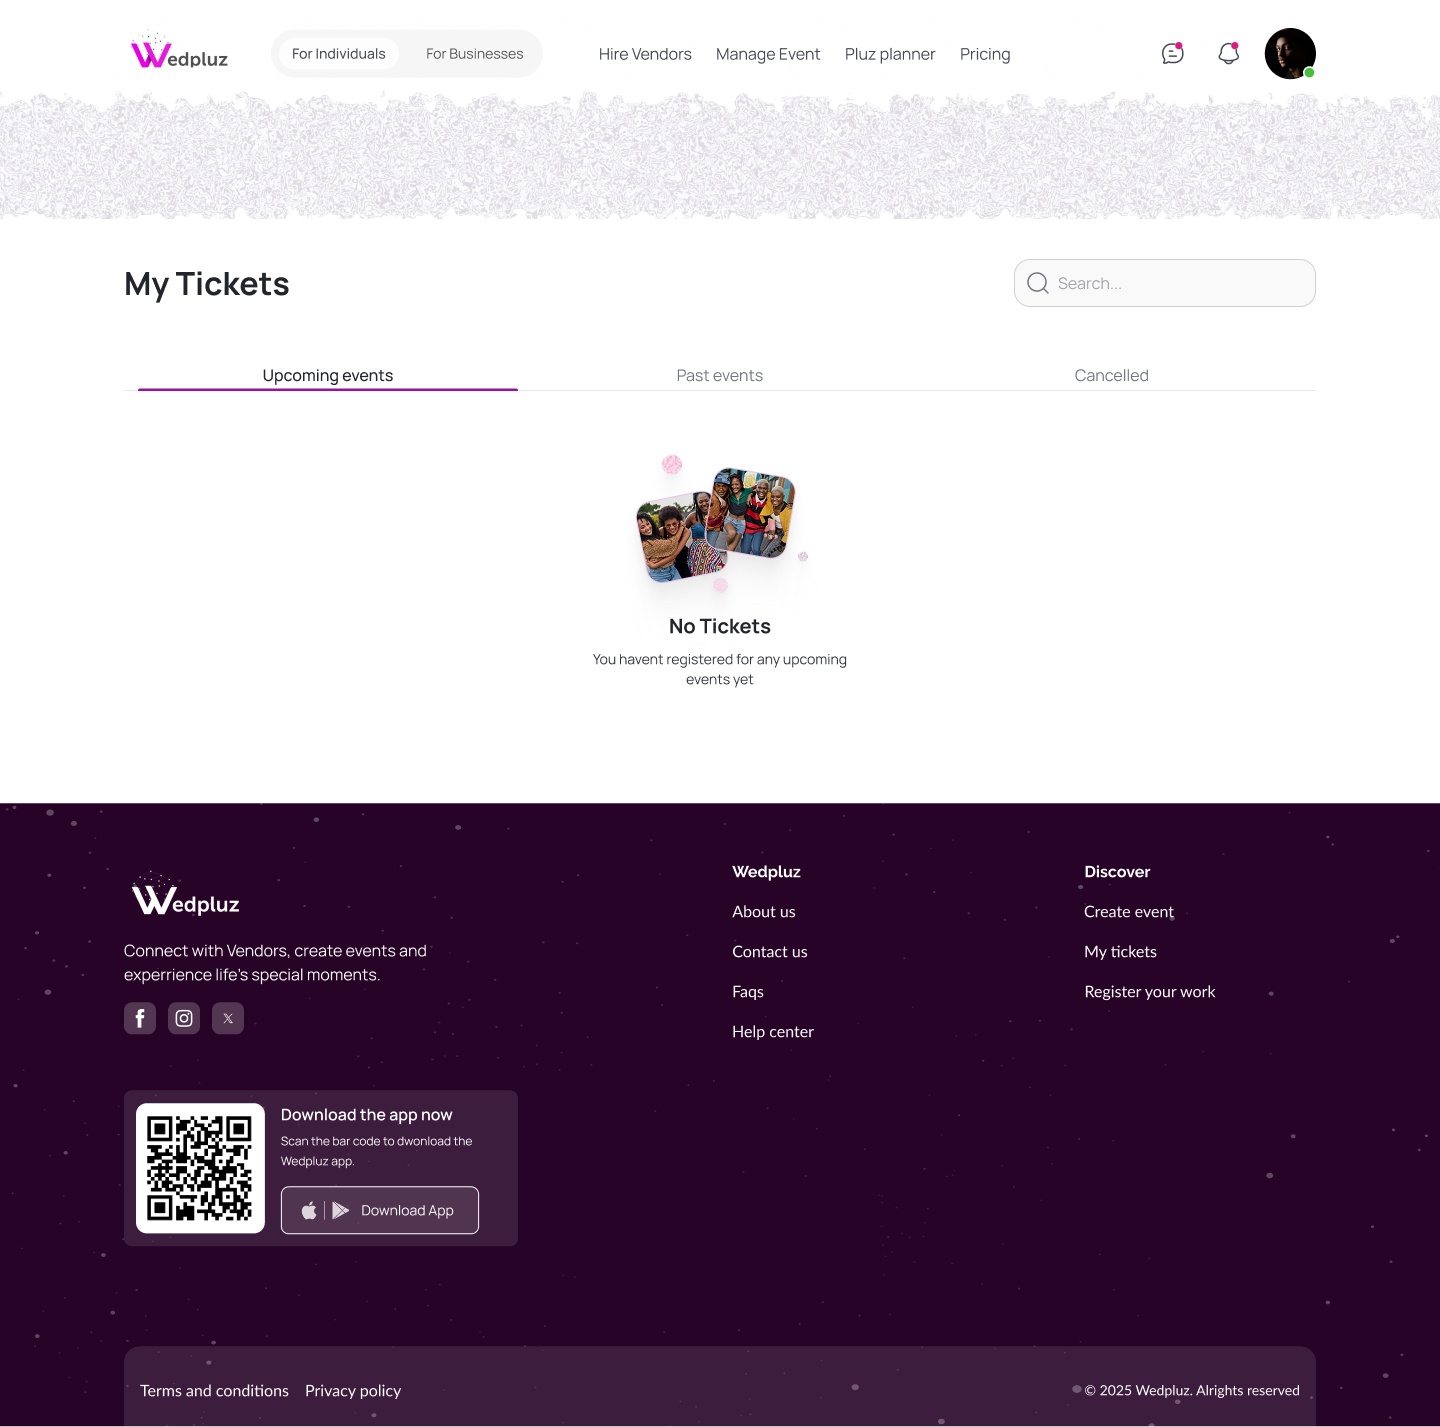 Wedpluz
For Individuals
For Businesses
Hire Vendors
Manage Event
Pluz planner
Pricing
My Tickets
Search...
Upcoming events
Past events
Cancelled
No Tickets
You havent registered for any upcoming
events yet
Wedpluz
Connect with Vendors, create events and
experrience life's special moments.
Download the app now
Scan the bar code to dwonload the
Wedpluz app.
Download App
Wedpluz
About us
Contact us
Faqs
Help center
Discover
Create event
My tickets
Register your work
Terms and conditions
Privacy policy
© 2025 Wedpluz. Alrights reserved